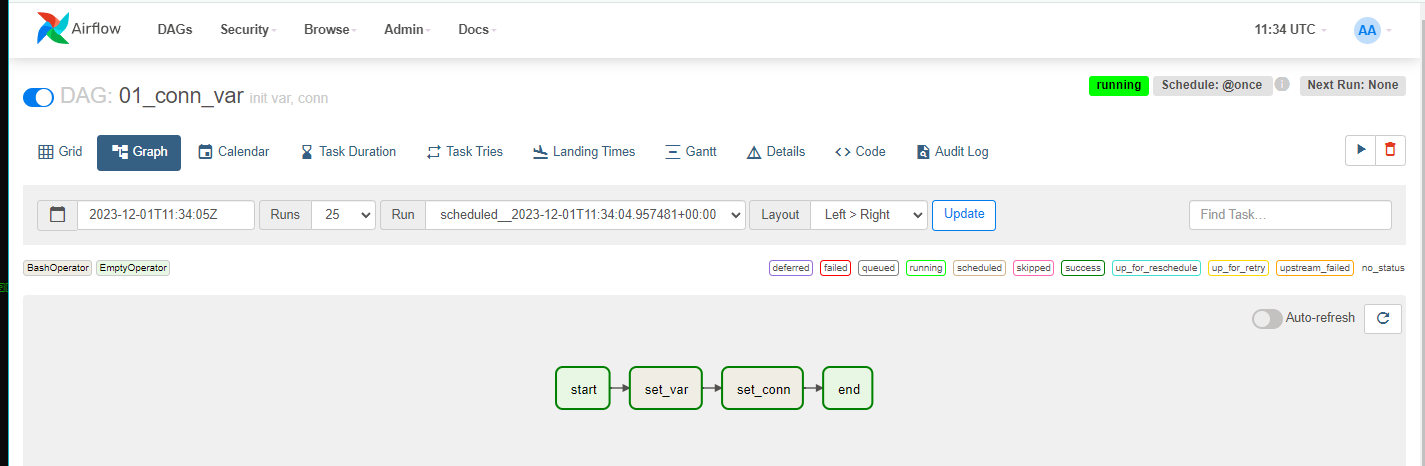 Airflow DAGs Security Browse Admin Docs 11:34 UTC AA
running Schedule: @once i Next Run: None
DAG: 01_conn_var init var, conn
Grid Graph Calendar Task Duration Task Tries Landing Times Gantt Details Code Audit Log
2023-12-01T11:34:05Z Runs 25 Run scheduled__2023-12-01T11:34:04.957481+00:00 Layout Left > Right Update Find Task...
BashOperator EmptyOperator deferred failed queued running scheduled skipped success up_for_reschedule up_for_retry upstream_failed no_status
Auto-refresh
start set_var set_conn end